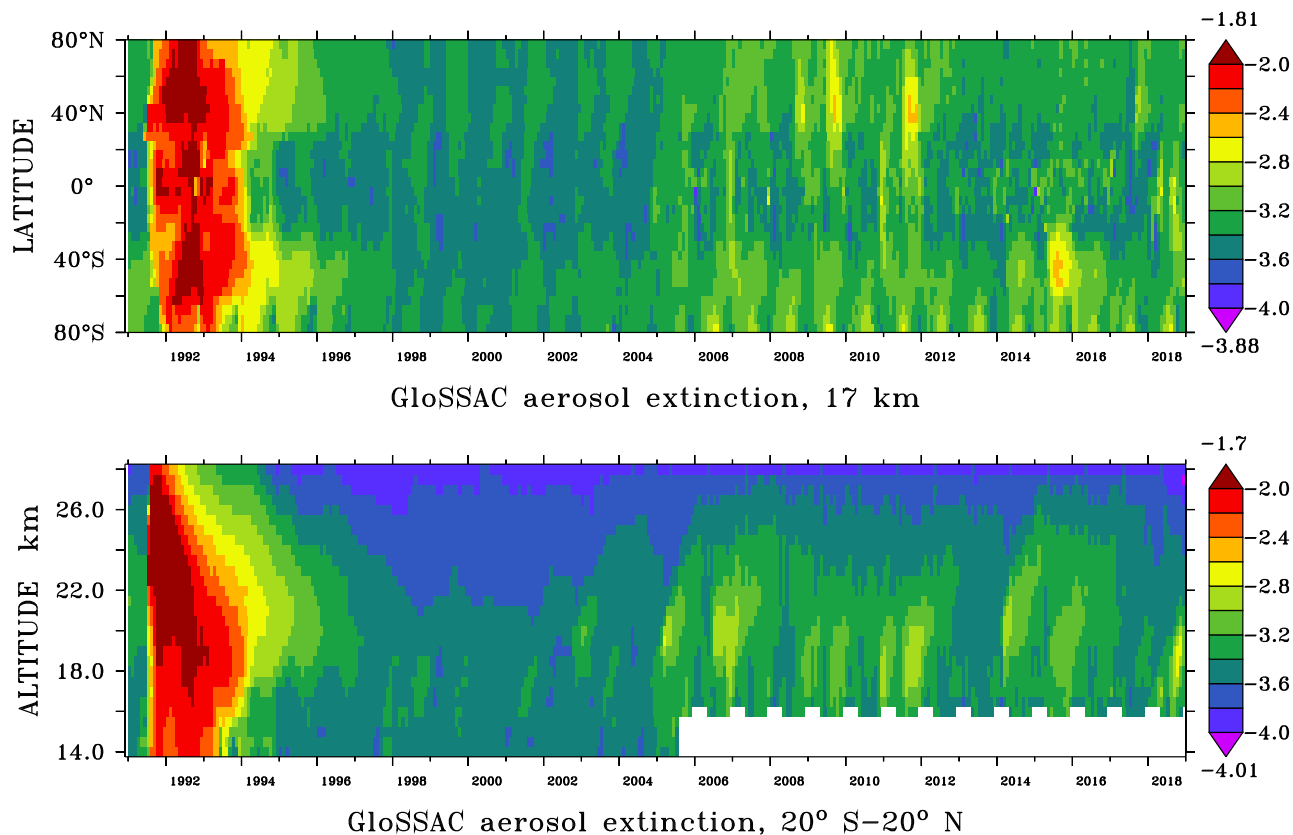 −1.81
80°N
40°N
0°
40°S
80°S
LATITUDE
−2.0
−2.4
−2.8
−3.2
−3.6
−4.0
−3.88
1992 1994 1996 1998 2000 2002 2004 2006 2008 2010 2012 2014 2016 2018
GloSSAC aerosol extinction, 17 km
−1.7
26.0
22.0
18.0
14.0
ALTITUDE km
−2.0
−2.4
−2.8
−3.2
−3.6
−4.0
−4.01
1992 1994 1996 1998 2000 2002 2004 2006 2008 2010 2012 2014 2016 2018
GloSSAC aerosol extinction, 20° S−20° N